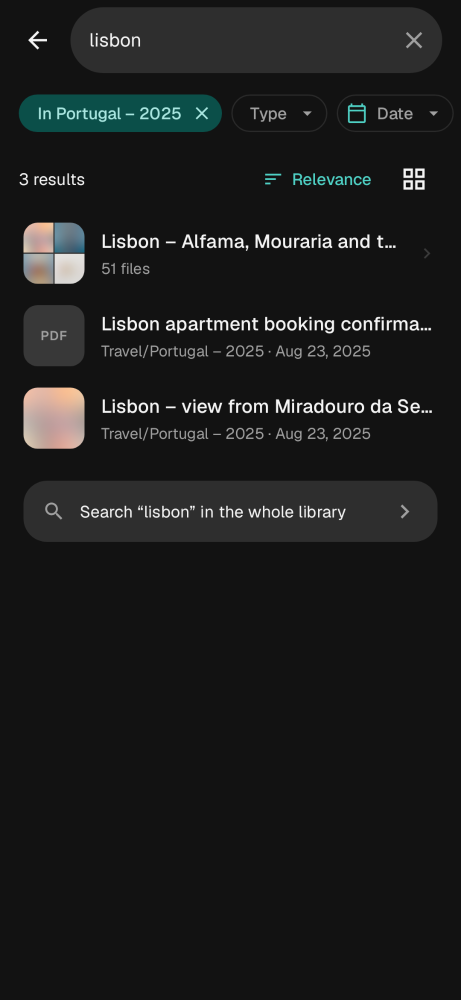 lisbon
In Portugal – 2025
Type
Date
3 results
Relevance
Lisbon – Alfama, Mouraria and t…
51 files
PDF
Lisbon apartment booking confirma…
Travel/Portugal – 2025 · Aug 23, 2025
Lisbon – view from Miradouro da Se…
Travel/Portugal – 2025 · Aug 23, 2025
Search “lisbon” in the whole library